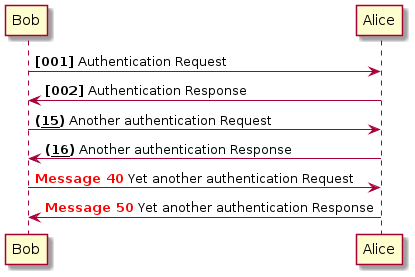 Bob Alice
[001] Authentication Request
[002] Authentication Response
(15) Another authentication Request
(16) Another authentication Response
Message 40 Yet another authentication Request
Message 50 Yet another authentication Response
Bob Alice